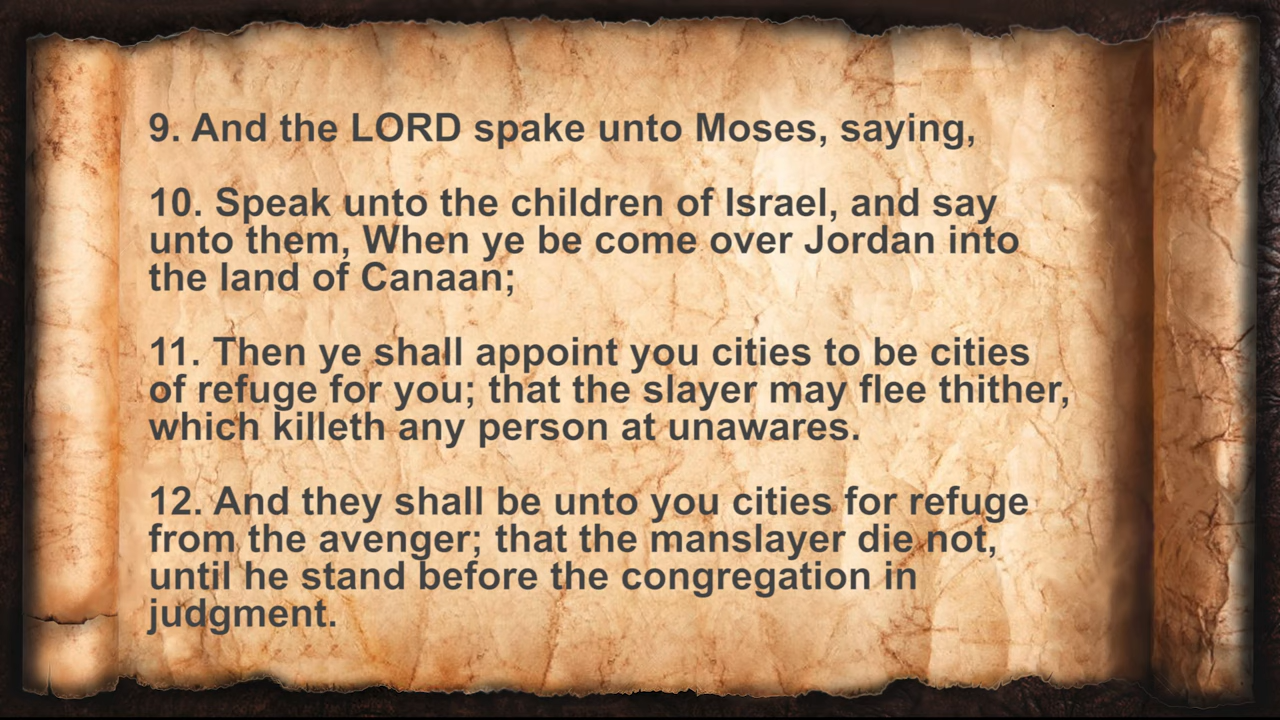 9. And the LORD spake unto Moses, saying,
10. Speak unto the children of Israel, and say
unto them, When ye be come over Jordan into
the land of Canaan;
11. Then ye shall appoint you cities to be cities
of refuge for you; that the slayer may flee thither,
which killeth any person at unawares.
12. And they shall be unto you cities for refuge
from the avenger; that the manslayer die not,
until he stand before the congregation in
judgment.